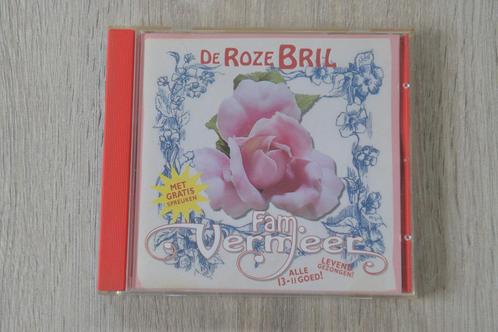 DE ROZE BRIL
MET
GRATIS
SPREUKEN
Fam
Vermeer
ALLE
13-11 GOED!
LEVEND
GEZONGEN!